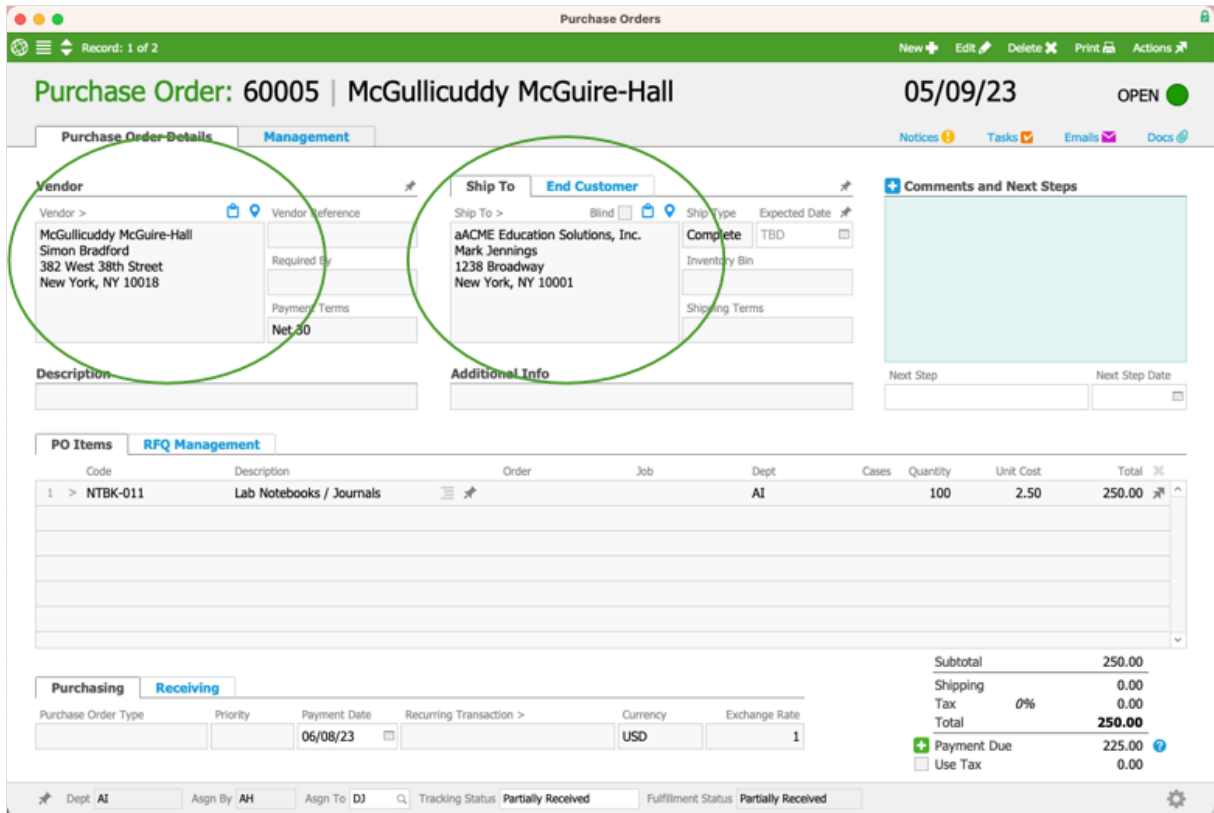 Purchase Orders
Record: 1 of 2
New Edit Delete Print Actions
Purchase Order: 60005 | McGullicuddy McGuire-Hall 05/09/23 OPEN
Purchase Order Details Management Notices Tasks Emails Docs
Vendor
Vendor > Vendor Reference
McGullicuddy McGuire-Hall
Simon Bradford
382 West 38th Street
New York, NY 10018
Required By
Payment Terms
Net 30
Ship To End Customer
Ship To > Blind Ship Type Expected Date
aACME Education Solutions, Inc. Complete TBD
Mark Jennings
1238 Broadway
New York, NY 10001
Inventory Bin
Shipping Terms
Comments and Next Steps
Description
Additional Info
Next Step Next Step Date
PO Items RFQ Management
Code Description Order Job Dept Cases Quantity Unit Cost Total
1 > NTBK-011 Lab Notebooks / Journals AI 100 2.50 250.00
Subtotal 250.00
Shipping 0.00
Tax 0% 0.00
Total 250.00
Payment Due 225.00
Use Tax 0.00
Purchasing Receiving
Purchase Order Type Priority Payment Date Recurring Transaction > Currency Exchange Rate
06/08/23 USD 1
Dept AI Asgn By AH Asgn To DJ Tracking Status Partially Received Fulfillment Status Partially Received